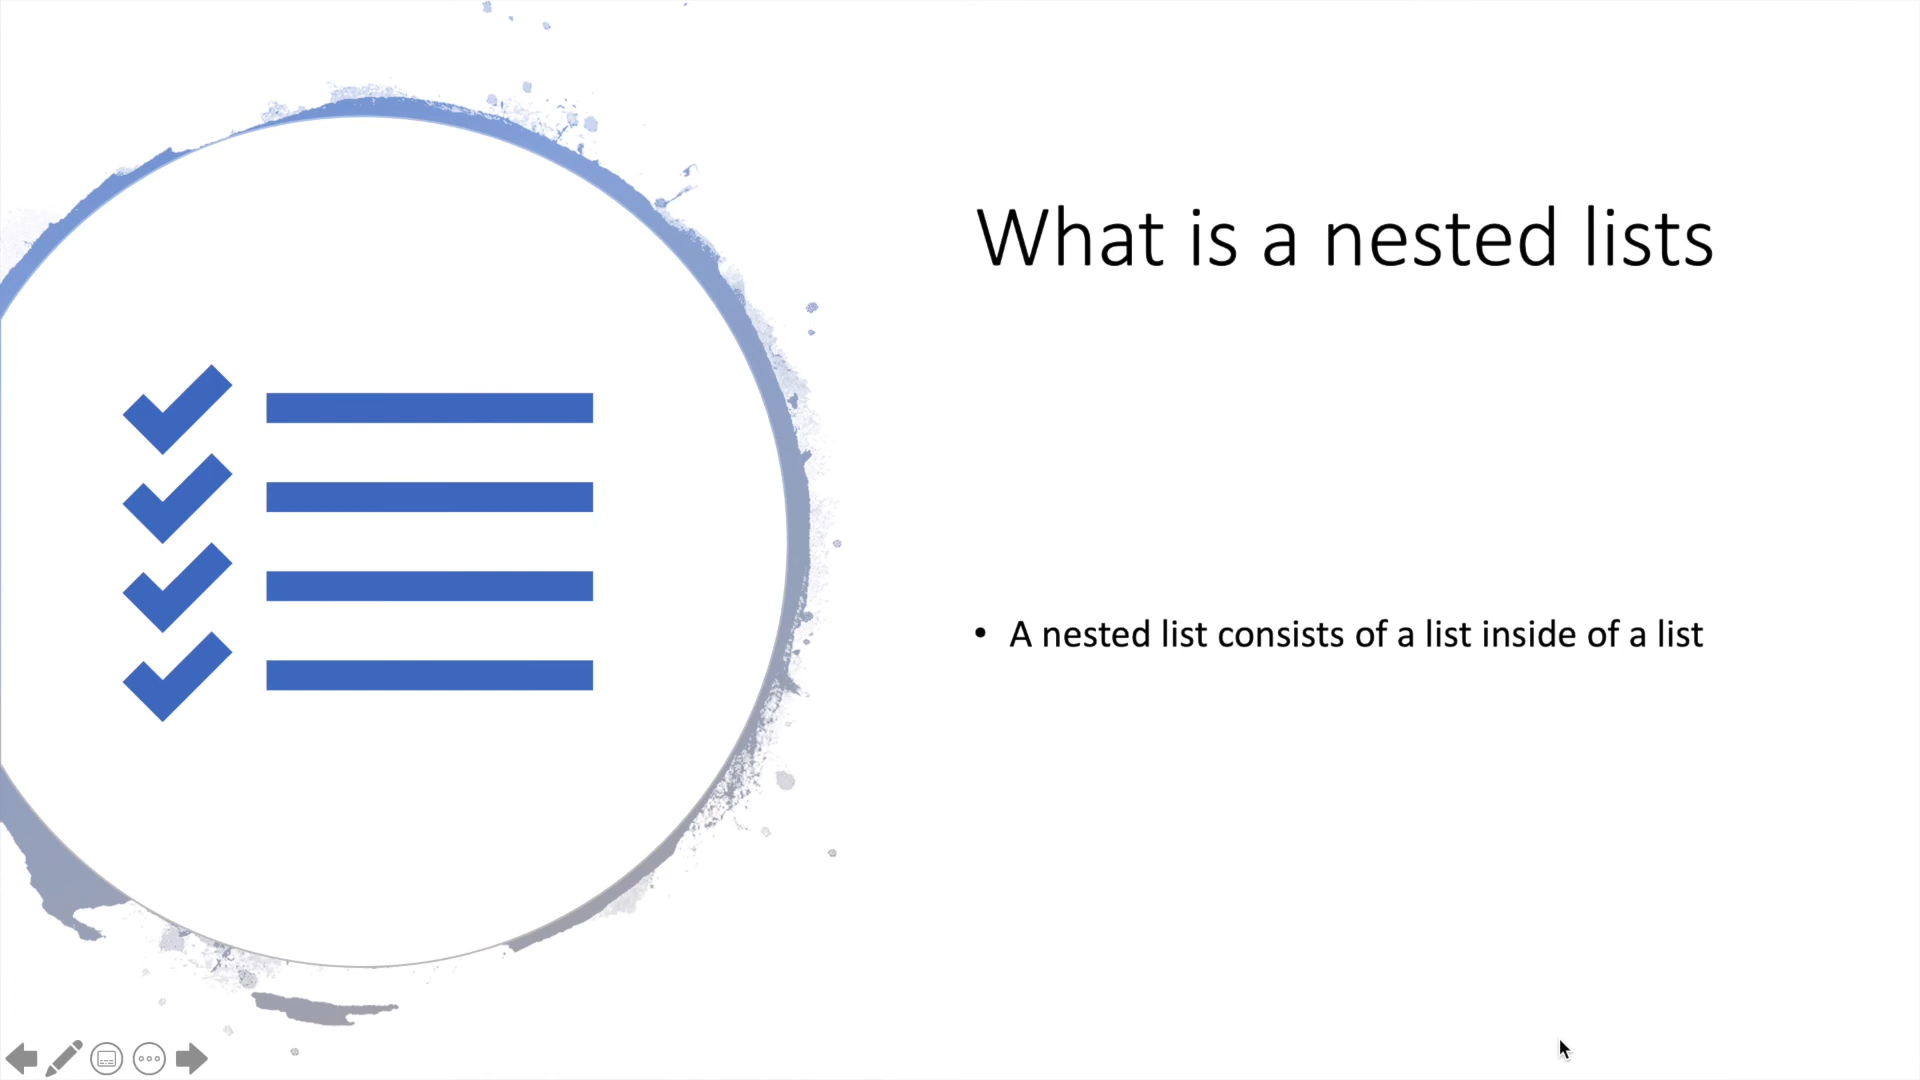 What is a nested lists
• A nested list consists of a list inside of a list